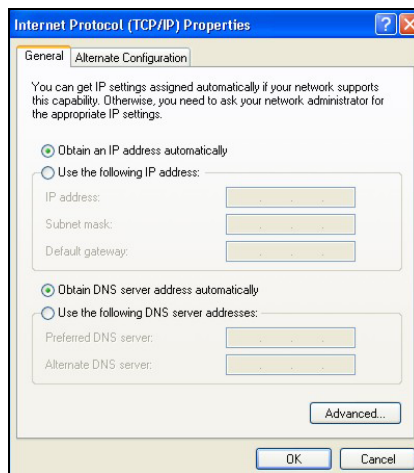 Internet Protocol (TCP/IP) Properties
General Alternate Configuration
You can get IP settings assigned automatically if your network supports
this capability. Otherwise, you need to ask your network administrator for
the appropriate IP settings.
Obtain an IP address automatically
Use the following IP address:
IP address:
Subnet mask:
Default gateway:
Obtain DNS server address automatically
Use the following DNS server addresses:
Preferred DNS server:
Alternate DNS server:
Advanced...
OK Cancel